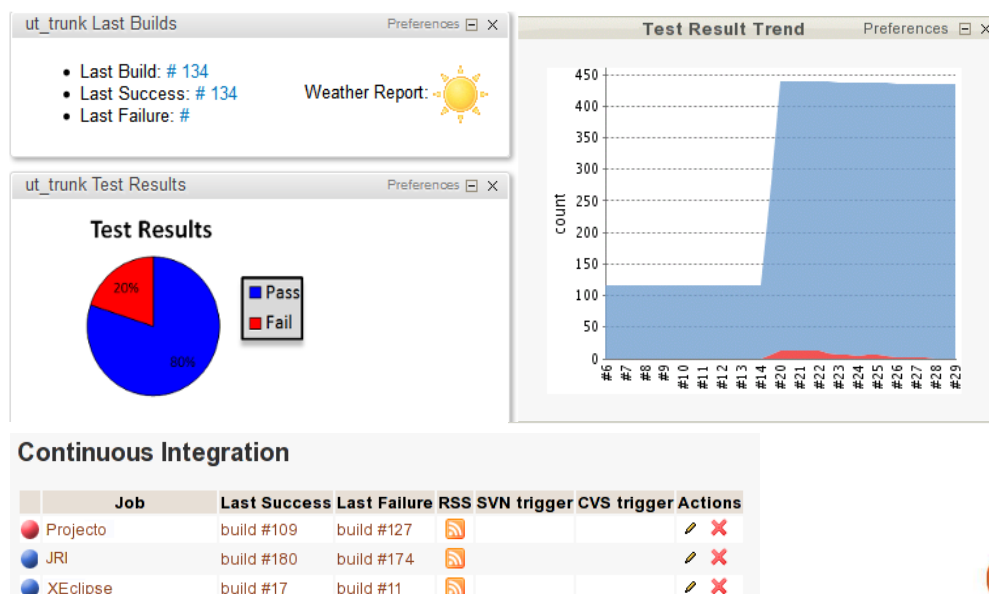 ut_trunk Last Builds Preferences
Last Build: # 134
Last Success: # 134
Last Failure: #
Weather Report:
ut_trunk Test Results Preferences
Test Results
20%
80%
Pass
Fail
Test Result Trend Preferences
count
450
400
350
300
250
200
150
100
50
0
#6 #7 #8 #9 #10 #11 #12 #13 #14 #20 #21 #22 #23 #24 #25 #26 #27 #28 #29
Continuous Integration
Job Last Success Last Failure RSS SVN trigger CVS trigger Actions
Projecto build #109 build #127
JRI build #180 build #174
XEclipse build #17 build #11